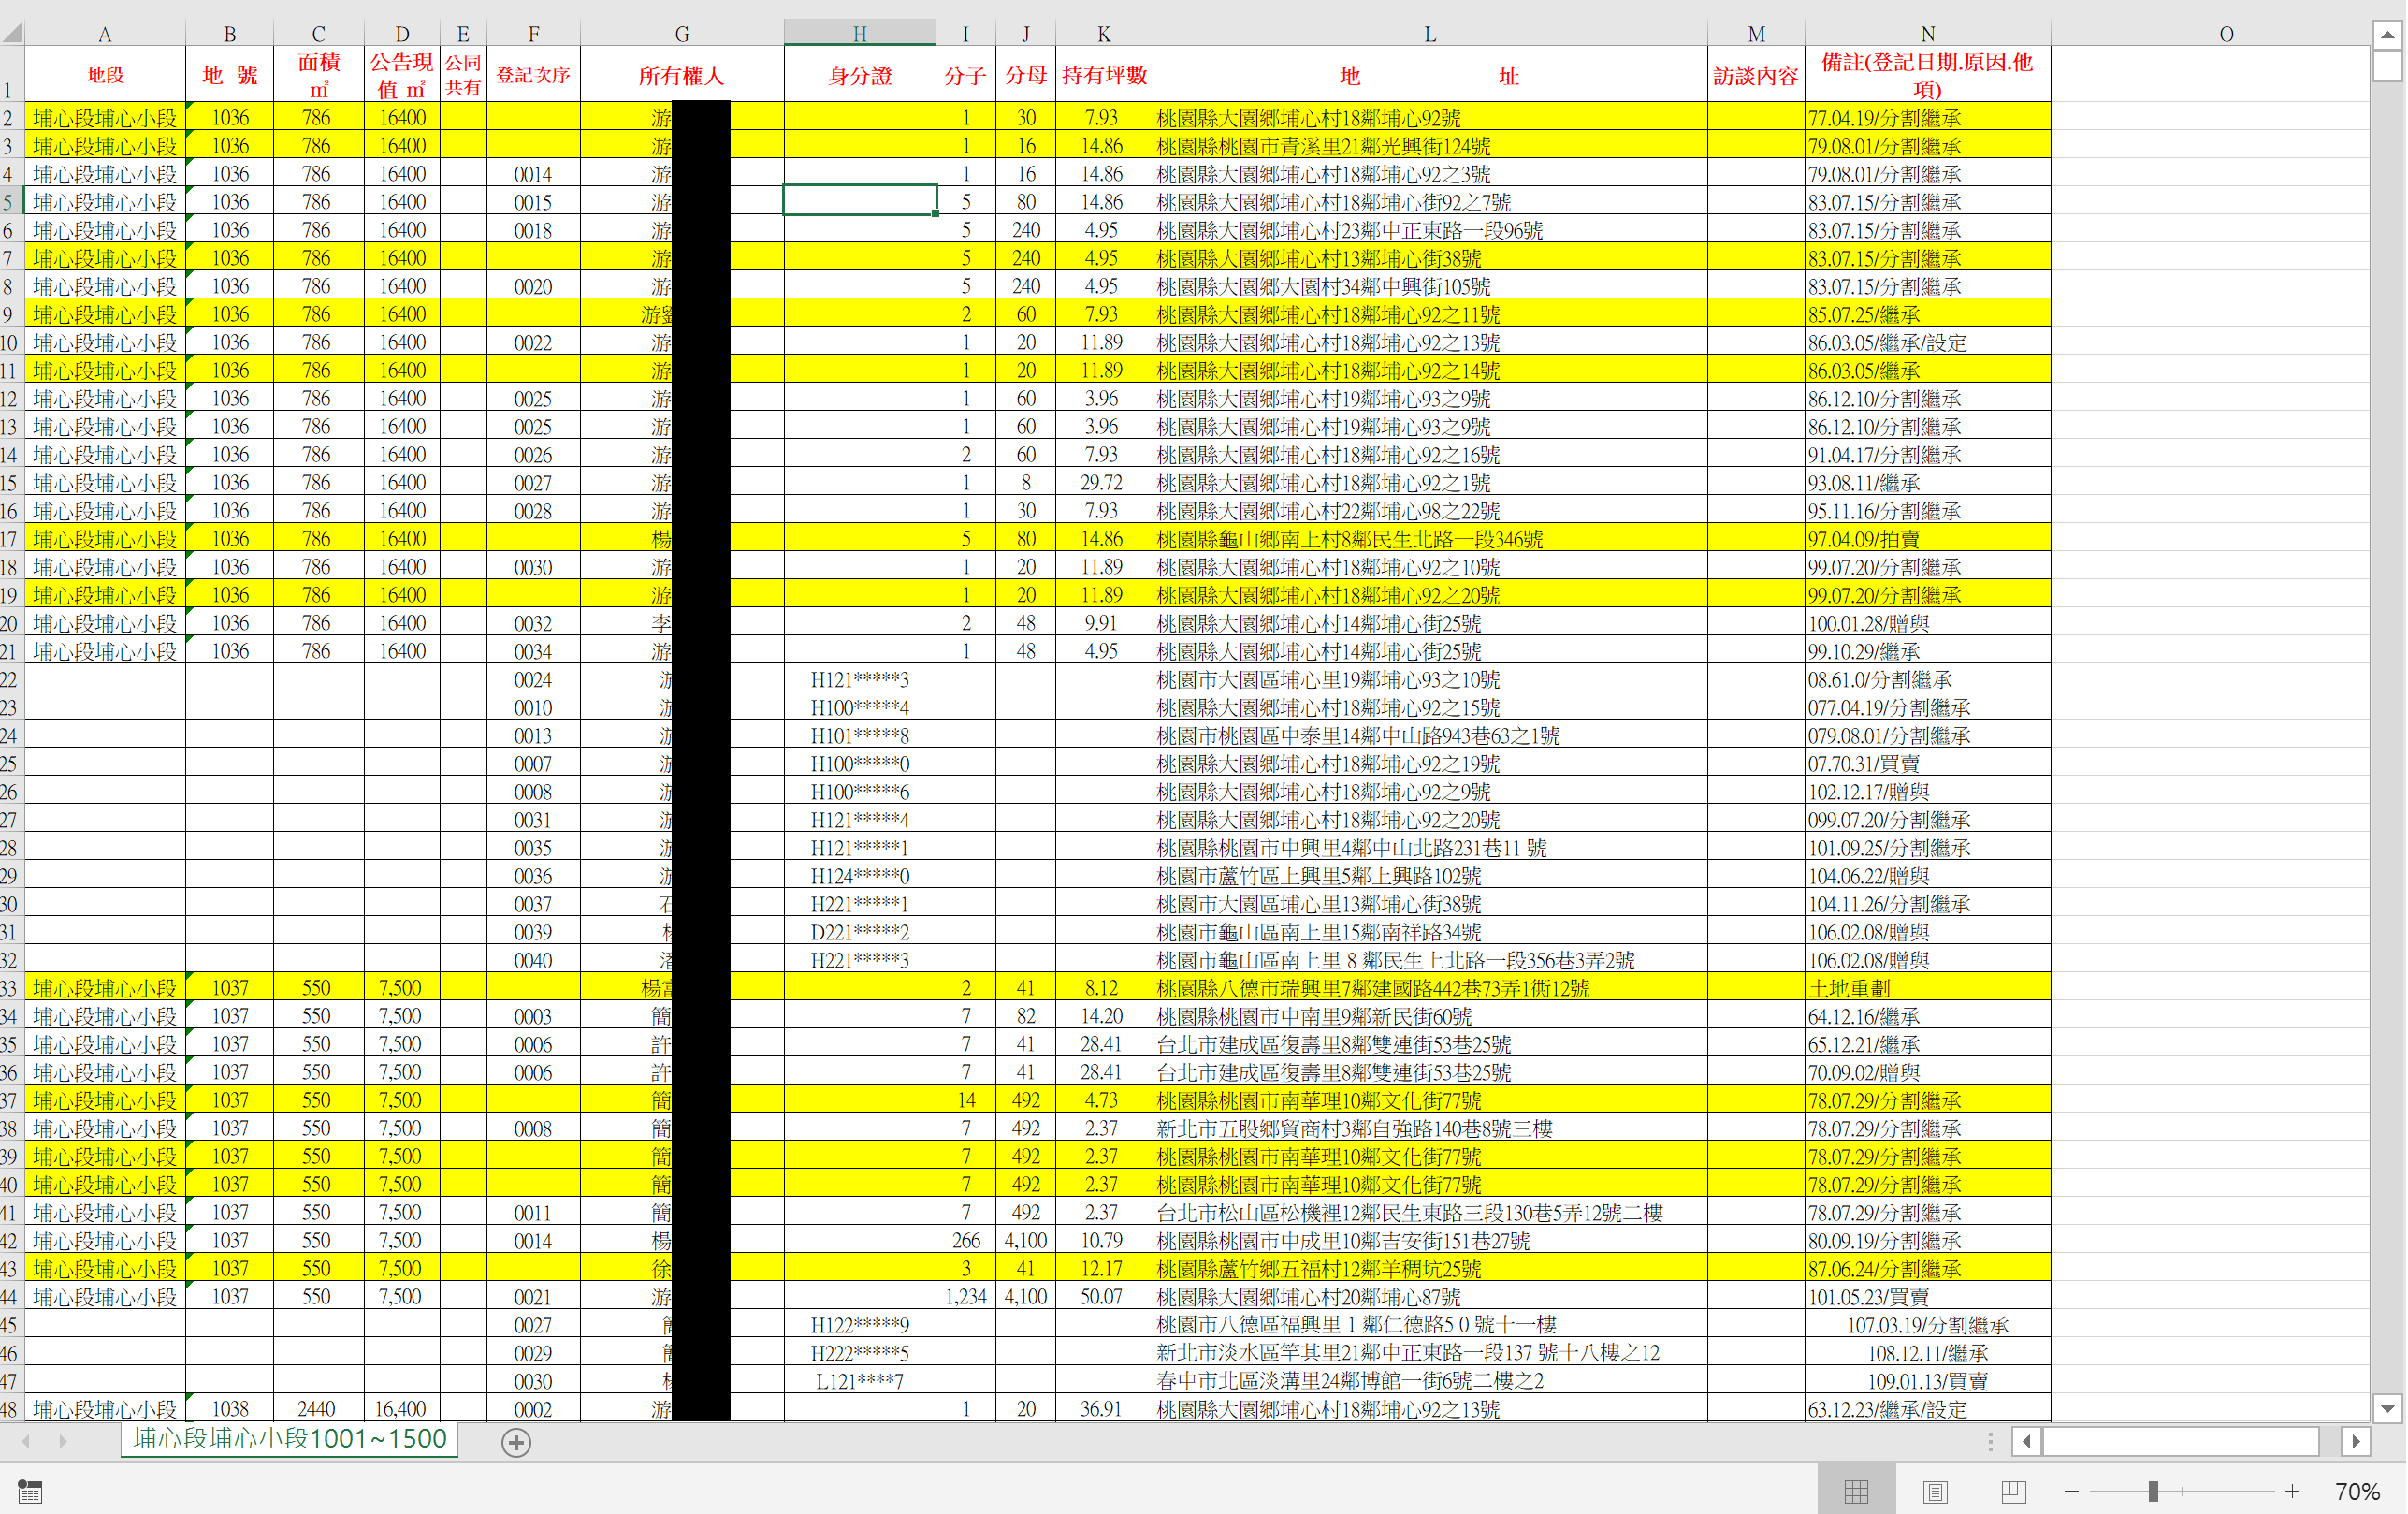 A B C D E F G H I J K L M N O
1 地段 地 號 面積 ㎡ 公告現值 ㎡ 公同共有 登記次序 所有權人 身分證 分子 分母 持有坪數 地 址 訪談內容 備註(登記日期.原因.他項)
2 埔心段埔心小段 1036 786 16400 游 1 30 7.93 桃園縣大園鄉埔心村18鄰埔心92號 77.04.19/分割繼承
3 埔心段埔心小段 1036 786 16400 游 1 16 14.86 桃園縣桃園市青溪里21鄰光興街124號 79.08.01/分割繼承
4 埔心段埔心小段 1036 786 16400 0014 游 1 16 14.86 桃園縣大園鄉埔心村18鄰埔心92之3號 79.08.01/分割繼承
5 埔心段埔心小段 1036 786 16400 0015 游 5 80 14.86 桃園縣大園鄉埔心村18鄰埔心街92之7號 83.07.15/分割繼承
6 埔心段埔心小段 1036 786 16400 0018 游 5 240 4.95 桃園縣大園鄉埔心村23鄰中正東路一段96號 83.07.15/分割繼承
7 埔心段埔心小段 1036 786 16400 游 5 240 4.95 桃園縣大園鄉埔心村13鄰埔心街38號 83.07.15/分割繼承
8 埔心段埔心小段 1036 786 16400 0020 游 5 240 4.95 桃園縣大園鄉大園村34鄰中興街105號 83.07.15/分割繼承
9 埔心段埔心小段 1036 786 16400 游 2 60 7.93 桃園縣大園鄉埔心村18鄰埔心92之11號 85.07.25/繼承
10 埔心段埔心小段 1036 786 16400 0022 游 1 20 11.89 桃園縣大園鄉埔心村18鄰埔心92之13號 86.03.05/繼承/設定
11 埔心段埔心小段 1036 786 16400 游 1 20 11.89 桃園縣大園鄉埔心村18鄰埔心92之14號 86.03.05/繼承
12 埔心段埔心小段 1036 786 16400 0025 游 1 60 3.96 桃園縣大園鄉埔心村19鄰埔心93之9號 86.12.10/分割繼承
13 埔心段埔心小段 1036 786 16400 0025 游 1 60 3.96 桃園縣大園鄉埔心村19鄰埔心93之9號 86.12.10/分割繼承
14 埔心段埔心小段 1036 786 16400 0026 游 2 60 7.93 桃園縣大園鄉埔心村18鄰埔心92之16號 91.04.17/分割繼承
15 埔心段埔心小段 1036 786 16400 0027 游 1 8 29.72 桃園縣大園鄉埔心村18鄰埔心92之1號 93.08.11/繼承
16 埔心段埔心小段 1036 786 16400 0028 游 1 30 7.93 桃園縣大園鄉埔心村22鄰埔心98之22號 95.11.16/分割繼承
17 埔心段埔心小段 1036 786 16400 楊 5 80 14.86 桃園縣龜山鄉南上村8鄰民生北路一段346號 97.04.09/拍賣
18 埔心段埔心小段 1036 786 16400 0030 游 1 20 11.89 桃園縣大園鄉埔心村18鄰埔心92之10號 99.07.20/分割繼承
19 埔心段埔心小段 1036 786 16400 游 1 20 11.89 桃園縣大園鄉埔心村18鄰埔心92之20號 99.07.20/分割繼承
20 埔心段埔心小段 1036 786 16400 0032 李 2 48 9.91 桃園縣大園鄉埔心村14鄰埔心街25號 100.01.28/贈與
21 埔心段埔心小段 1036 786 16400 0034 游 1 48 4.95 桃園縣大園鄉埔心村14鄰埔心街25號 99.10.29/繼承
22 0024 H121*****3 桃園市大園區埔心里19鄰埔心93之10號 08.61.0/分割繼承
23 0010 H100*****4 桃園縣大園鄉埔心村18鄰埔心92之15號 077.04.19/分割繼承
24 0013 H101*****8 桃園市桃園區中泰里14鄰中山路943巷63之1號 079.08.01/分割繼承
25 0007 H100*****0 桃園縣大園鄉埔心村18鄰埔心92之19號 07.70.31/買賣
26 0008 H100*****6 桃園縣大園鄉埔心村18鄰埔心92之9號 102.12.17/贈與
27 0031 H121*****4 桃園縣大園鄉埔心村18鄰埔心92之20號 099.07.20/分割繼承
28 0035 H121*****1 桃園縣桃園市中興里4鄰中山北路231巷11 號 101.09.25/分割繼承
29 0036 H124*****0 桃園市蘆竹區上興里5鄰上興路102號 104.06.22/贈與
30 0037 H221*****1 桃園市大園區埔心里13鄰埔心街38號 104.11.26/分割繼承
31 0039 D221*****2 桃園市龜山區南上里15鄰南祥路34號 106.02.08/贈與
32 0040 H221*****3 桃園市龜山區南上里 8 鄰民生上北路一段356巷3弄2號 106.02.08/贈與
33 埔心段埔心小段 1037 550 7,500 楊 2 41 8.12 桃園縣八德市瑞興里7鄰建國路442巷73弄1衖12號 土地重劃
34 埔心段埔心小段 1037 550 7,500 0003 簡 7 82 14.20 桃園縣桃園市中南里9鄰新民街60號 64.12.16/繼承
35 埔心段埔心小段 1037 550 7,500 0006 許 7 41 28.41 台北市建成區復壽里8鄰雙連街53巷25號 65.12.21/繼承
36 埔心段埔心小段 1037 550 7,500 0006 許 7 41 28.41 台北市建成區復壽里8鄰雙連街53巷25號 70.09.02/贈與
37 埔心段埔心小段 1037 550 7,500 簡 14 492 4.73 桃園縣桃園市南華理10鄰文化街77號 78.07.29/分割繼承
38 埔心段埔心小段 1037 550 7,500 0008 簡 7 492 2.37 新北市五股鄉貿商村3鄰自強路140巷8號三樓 78.07.29/分割繼承
39 埔心段埔心小段 1037 550 7,500 簡 7 492 2.37 桃園縣桃園市南華理10鄰文化街77號 78.07.29/分割繼承
40 埔心段埔心小段 1037 550 7,500 簡 7 492 2.37 桃園縣桃園市南華理10鄰文化街77號 78.07.29/分割繼承
41 埔心段埔心小段 1037 550 7,500 0011 簡 7 492 2.37 台北市松山區松機裡12鄰民生東路三段130巷5弄12號二樓 78.07.29/分割繼承
42 埔心段埔心小段 1037 550 7,500 0014 楊 266 4,100 10.79 桃園縣桃園市中成里10鄰吉安街151巷27號 80.09.19/分割繼承
43 埔心段埔心小段 1037 550 7,500 徐 3 41 12.17 桃園縣蘆竹鄉五福村12鄰羊稠坑25號 87.06.24/分割繼承
44 埔心段埔心小段 1037 550 7,500 0021 游 1,234 4,100 50.07 桃園縣大園鄉埔心村20鄰埔心87號 101.05.23/買賣
45 0027 H122*****9 桃園市八德區福興里 1 鄰仁德路5 0 號十一樓 107.03.19/分割繼承
46 0029 H222*****5 新北市淡水區竿其里21鄰中正東路一段137 號十八樓之12 108.12.11/繼承
47 0030 L121****7 春中市北區淡溝里24鄰博館一街6號二樓之2 109.01.13/買賣
48 埔心段埔心小段 1038 2440 16,400 0002 游 1 20 36.91 桃園縣大園鄉埔心村18鄰埔心92之13號 63.12.23/繼承/設定
埔心段埔心小段1001~1500
70%